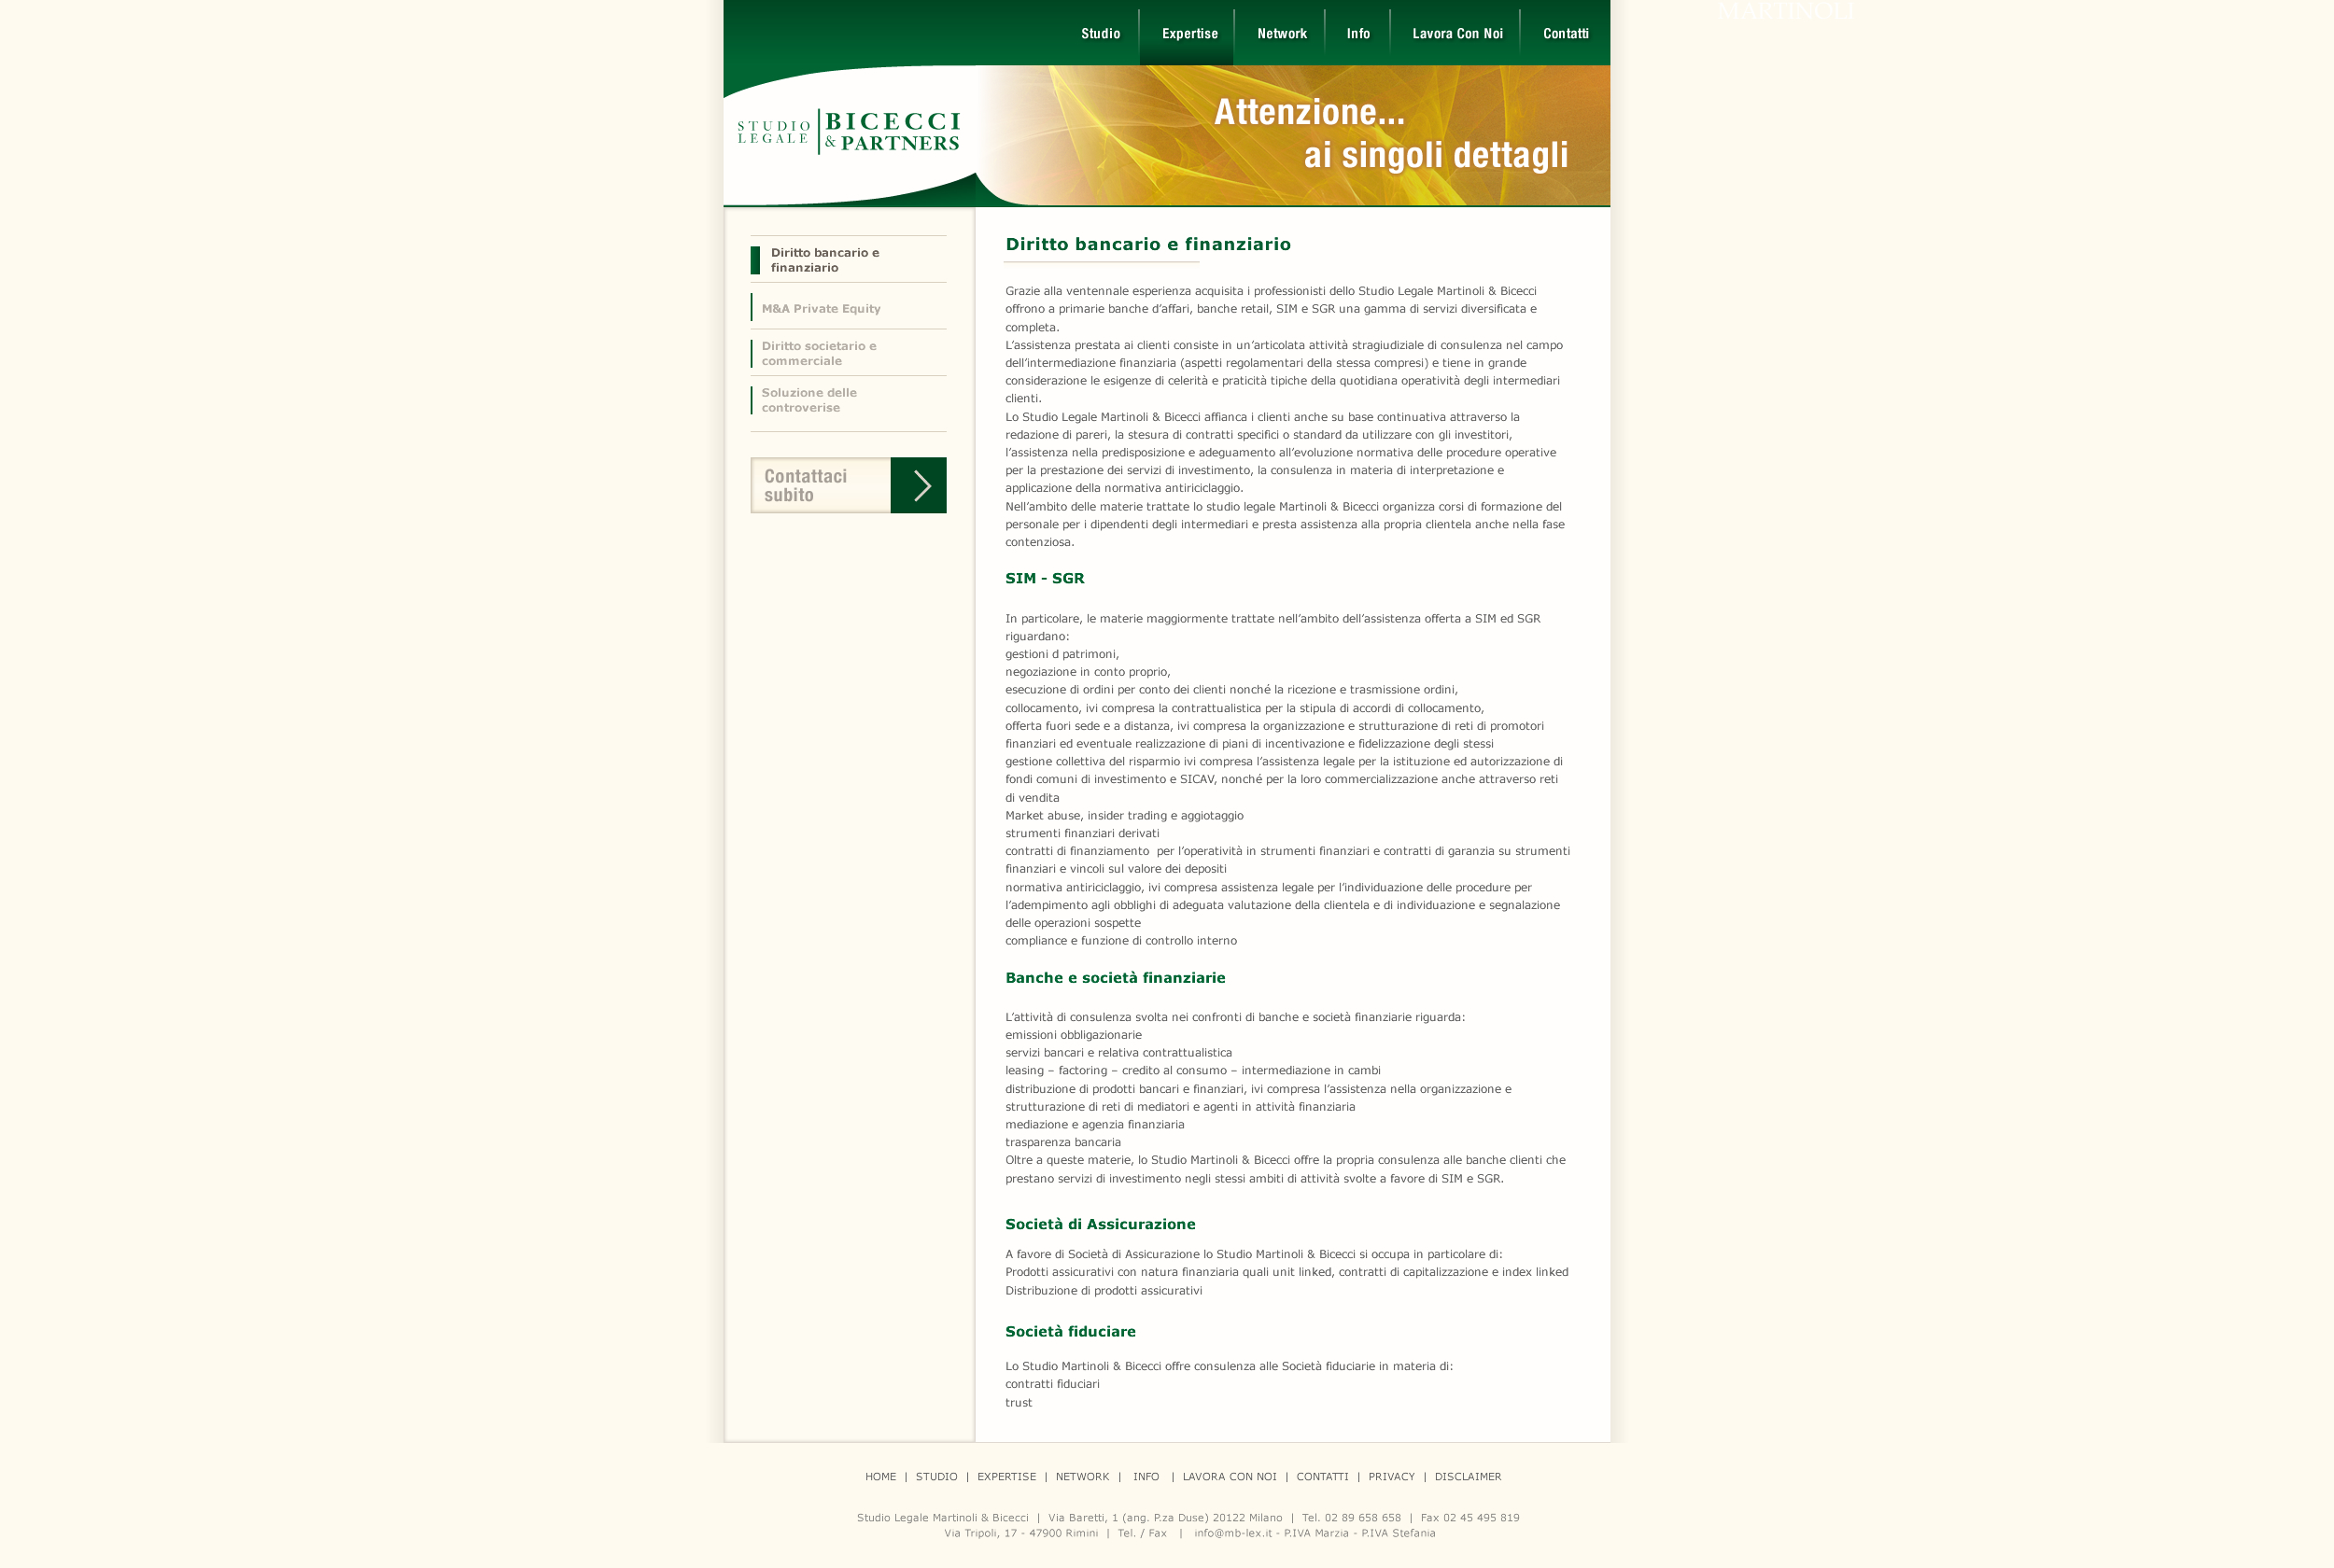 MARTINOLI
Studio
Expertise
Network
Info
Lavora Con Noi
Contatti
STUDIO LEGALE
BICECCI
& PARTNERS
Attenzione...
ai singoli dettagli
Diritto bancario e
finanziario
M&A Private Equity
Diritto societario e
commerciale
Soluzione delle
controverise
Contattaci
subito
Diritto bancario e finanziario
Grazie alla ventennale esperienza acquisita i professionisti dello Studio Legale Martinoli & Bicecci
offrono a primarie banche d’affari, banche retail, SIM e SGR una gamma di servizi diversificata e
completa.
L’assistenza prestata ai clienti consiste in un’articolata attività stragiudiziale di consulenza nel campo
dell’intermediazione finanziaria (aspetti regolamentari della stessa compresi) e tiene in grande
considerazione le esigenze di celerità e praticità tipiche della quotidiana operatività degli intermediari
clienti.
Lo Studio Legale Martinoli & Bicecci affianca i clienti anche su base continuativa attraverso la
redazione di pareri, la stesura di contratti specifici o standard da utilizzare con gli investitori,
l’assistenza nella predisposizione e adeguamento all’evoluzione normativa delle procedure operative
per la prestazione dei servizi di investimento, la consulenza in materia di interpretazione e
applicazione della normativa antiriciclaggio.
Nell’ambito delle materie trattate lo studio legale Martinoli & Bicecci organizza corsi di formazione del
personale per i dipendenti degli intermediari e presta assistenza alla propria clientela anche nella fase
contenziosa.
SIM - SGR
In particolare, le materie maggiormente trattate nell’ambito dell’assistenza offerta a SIM ed SGR
riguardano:
gestioni d patrimoni,
negoziazione in conto proprio,
esecuzione di ordini per conto dei clienti nonché la ricezione e trasmissione ordini,
collocamento, ivi compresa la contrattualistica per la stipula di accordi di collocamento,
offerta fuori sede e a distanza, ivi compresa la organizzazione e strutturazione di reti di promotori
finanziari ed eventuale realizzazione di piani di incentivazione e fidelizzazione degli stessi
gestione collettiva del risparmio ivi compresa l’assistenza legale per la istituzione ed autorizzazione di
fondi comuni di investimento e SICAV, nonché per la loro commercializzazione anche attraverso reti
di vendita
Market abuse, insider trading e aggiotaggio
strumenti finanziari derivati
contratti di finanziamento  per l’operatività in strumenti finanziari e contratti di garanzia su strumenti
finanziari e vincoli sul valore dei depositi
normativa antiriciclaggio, ivi compresa assistenza legale per l’individuazione delle procedure per
l’adempimento agli obblighi di adeguata valutazione della clientela e di individuazione e segnalazione
delle operazioni sospette
compliance e funzione di controllo interno
Banche e società finanziarie
L’attività di consulenza svolta nei confronti di banche e società finanziarie riguarda:
emissioni obbligazionarie
servizi bancari e relativa contrattualistica
leasing – factoring – credito al consumo – intermediazione in cambi
distribuzione di prodotti bancari e finanziari, ivi compresa l’assistenza nella organizzazione e
strutturazione di reti di mediatori e agenti in attività finanziaria
mediazione e agenzia finanziaria
trasparenza bancaria
Oltre a queste materie, lo Studio Martinoli & Bicecci offre la propria consulenza alle banche clienti che
prestano servizi di investimento negli stessi ambiti di attività svolte a favore di SIM e SGR.
Società di Assicurazione
A favore di Società di Assicurazione lo Studio Martinoli & Bicecci si occupa in particolare di:
Prodotti assicurativi con natura finanziaria quali unit linked, contratti di capitalizzazione e index linked
Distribuzione di prodotti assicurativi
Società fiduciare
Lo Studio Martinoli & Bicecci offre consulenza alle Società fiduciarie in materia di:
contratti fiduciari
trust
HOME | STUDIO | EXPERTISE | NETWORK | INFO | LAVORA CON NOI | CONTATTI | PRIVACY | DISCLAIMER
Studio Legale Martinoli & Bicecci | Via Baretti, 1 (ang. P.za Duse) 20122 Milano | Tel. 02 89 658 658 | Fax 02 45 495 819
Via Tripoli, 17 - 47900 Rimini | Tel. / Fax | info@mb-lex.it - P.IVA Marzia - P.IVA Stefania